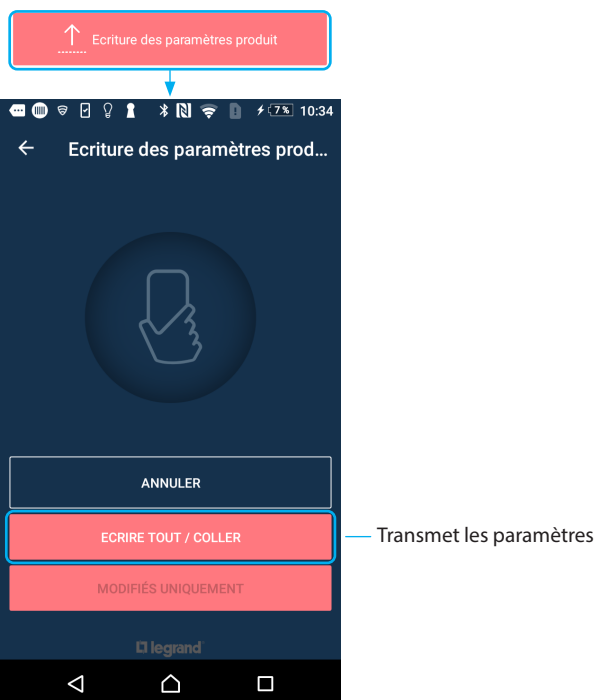 Ecriture des paramètres produit
7% 10:34
Ecriture des paramètres prod...
ANNULER
ECRIRE TOUT / COLLER
Transmet les paramètres
MODIFIÉS UNIQUEMENT
legrand